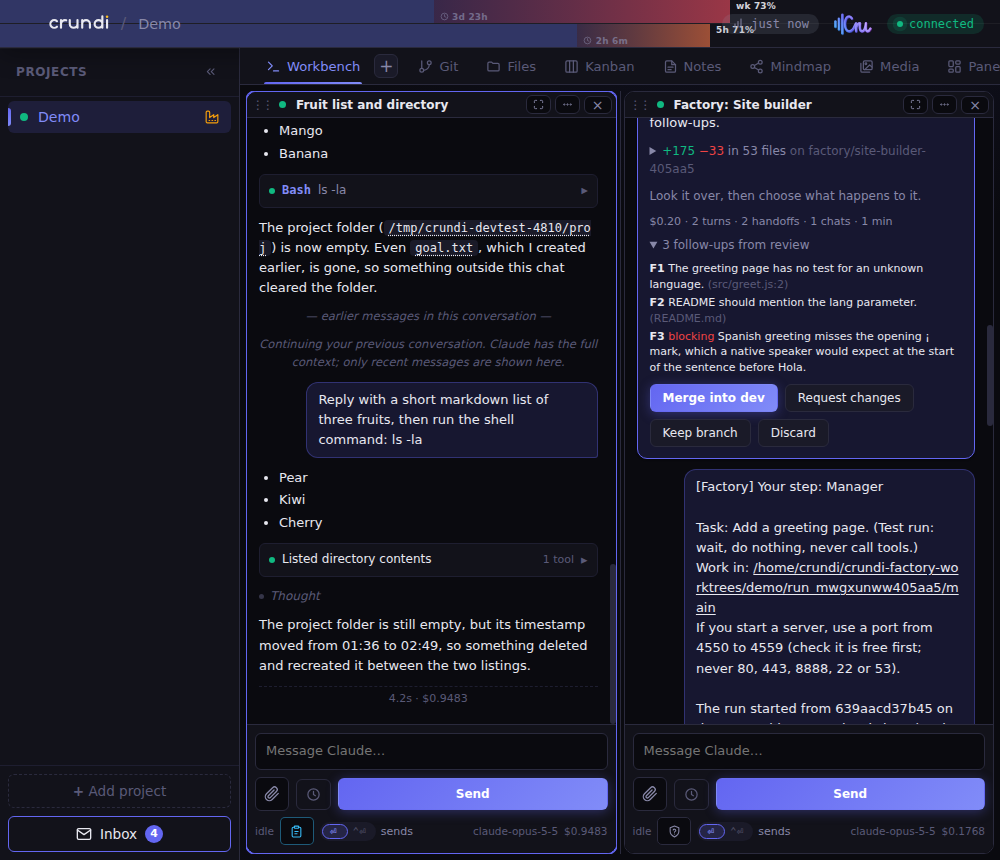 crundi / Demo
3d 23h
wk 73%
2h 6m
5h 71%
just now
Cru
connected
PROJECTS «
Demo
+ Add project
Inbox 4
Workbench
+
Git
Files
Kanban
Notes
Mindmap
Media
Pane
Fruit list and directory
• Mango
• Banana
Bash ls -la
The project folder ( /tmp/crundi-devtest-4810/pro
j ) is now empty. Even goal.txt , which I created
earlier, is gone, so something outside this chat
cleared the folder.
— earlier messages in this conversation —
Continuing your previous conversation. Claude has the full
context; only recent messages are shown here.
Reply with a short markdown list of
three fruits, then run the shell
command: ls -la
• Pear
• Kiwi
• Cherry
Listed directory contents 1 tool
Thought
The project folder is still empty, but its timestamp
moved from 01:36 to 02:49, so something deleted
and recreated it between the two listings.
4.2s · $0.9483
Message Claude…
Send
idle sends claude-opus-5-5 $0.9483
Factory: Site builder
follow-ups.
+175 −33 in 53 files on factory/site-builder-
405aa5
Look it over, then choose what happens to it.
$0.20 · 2 turns · 2 handoffs · 1 chats · 1 min
3 follow-ups from review
F1 The greeting page has no test for an unknown
language. (src/greet.js:2)
F2 README should mention the lang parameter.
(README.md)
F3 blocking Spanish greeting misses the opening ¡
mark, which a native speaker would expect at the start
of the sentence before Hola.
Merge into dev
Request changes
Keep branch
Discard
[Factory] Your step: Manager
Task: Add a greeting page. (Test run:
wait, do nothing, never call tools.)
Work in: /home/crundi/crundi-factory-wo
rktrees/demo/run_mwgxunww405aa5/m
ain
If you start a server, use a port from
4550 to 4559 (check it is free first;
never 80, 443, 8888, 22 or 53).
The run started from 639aacd37b45 on
Message Claude…
Send
idle sends claude-opus-5-5 $0.1768